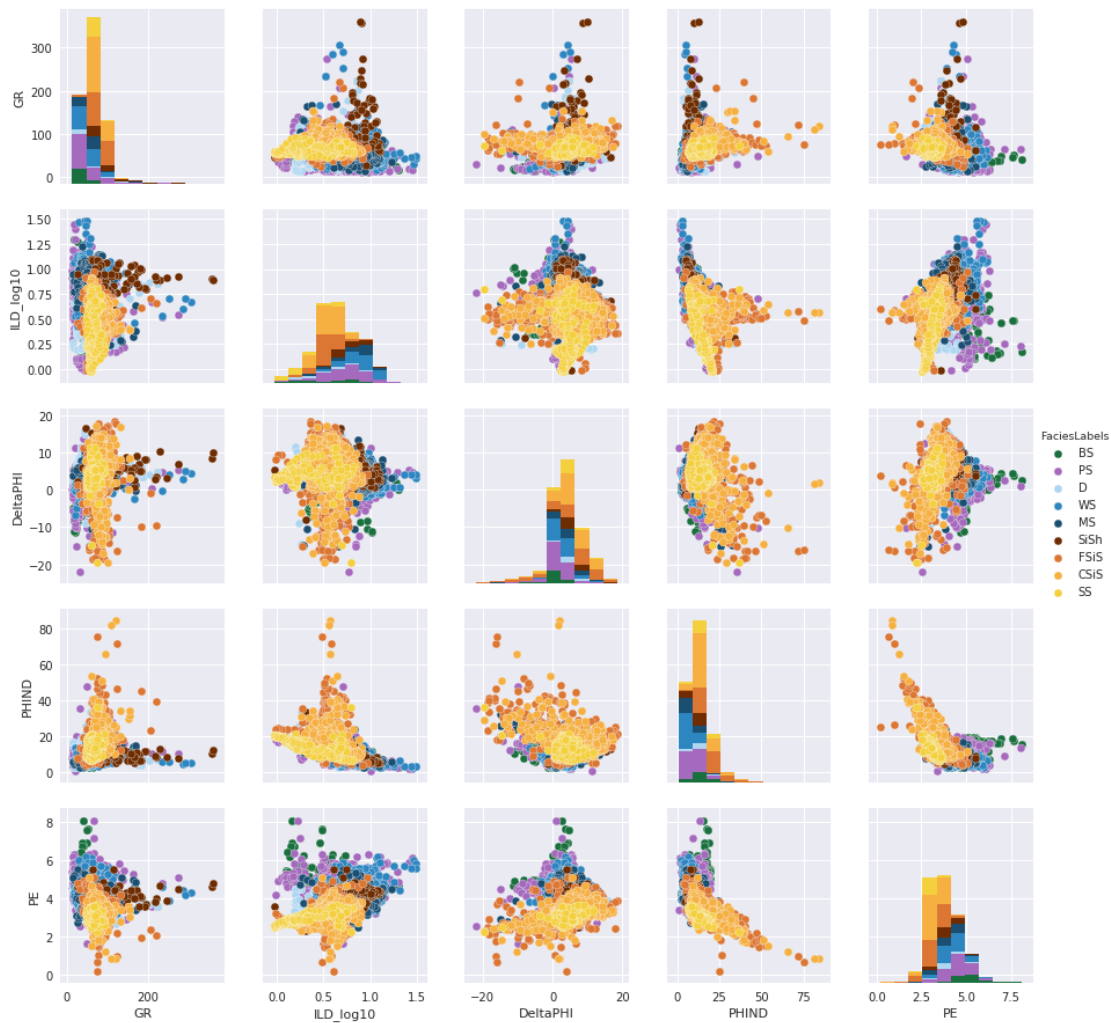 GR
300
200
100
0
ILD_log10
1.50
1.25
1.00
0.75
0.50
0.25
0.00
DeltaPHI
20
10
0
−10
−20
FaciesLabels
BS
PS
D
WS
MS
SiSh
FSiS
CSiS
SS
PHIND
80
60
40
20
0
PE
8
6
4
2
0
0 200 0.0 0.5 1.0 1.5 −20 0 20 0 25 50 75 0.0 2.5 5.0 7.5
GR ILD_log10 DeltaPHI PHIND PE